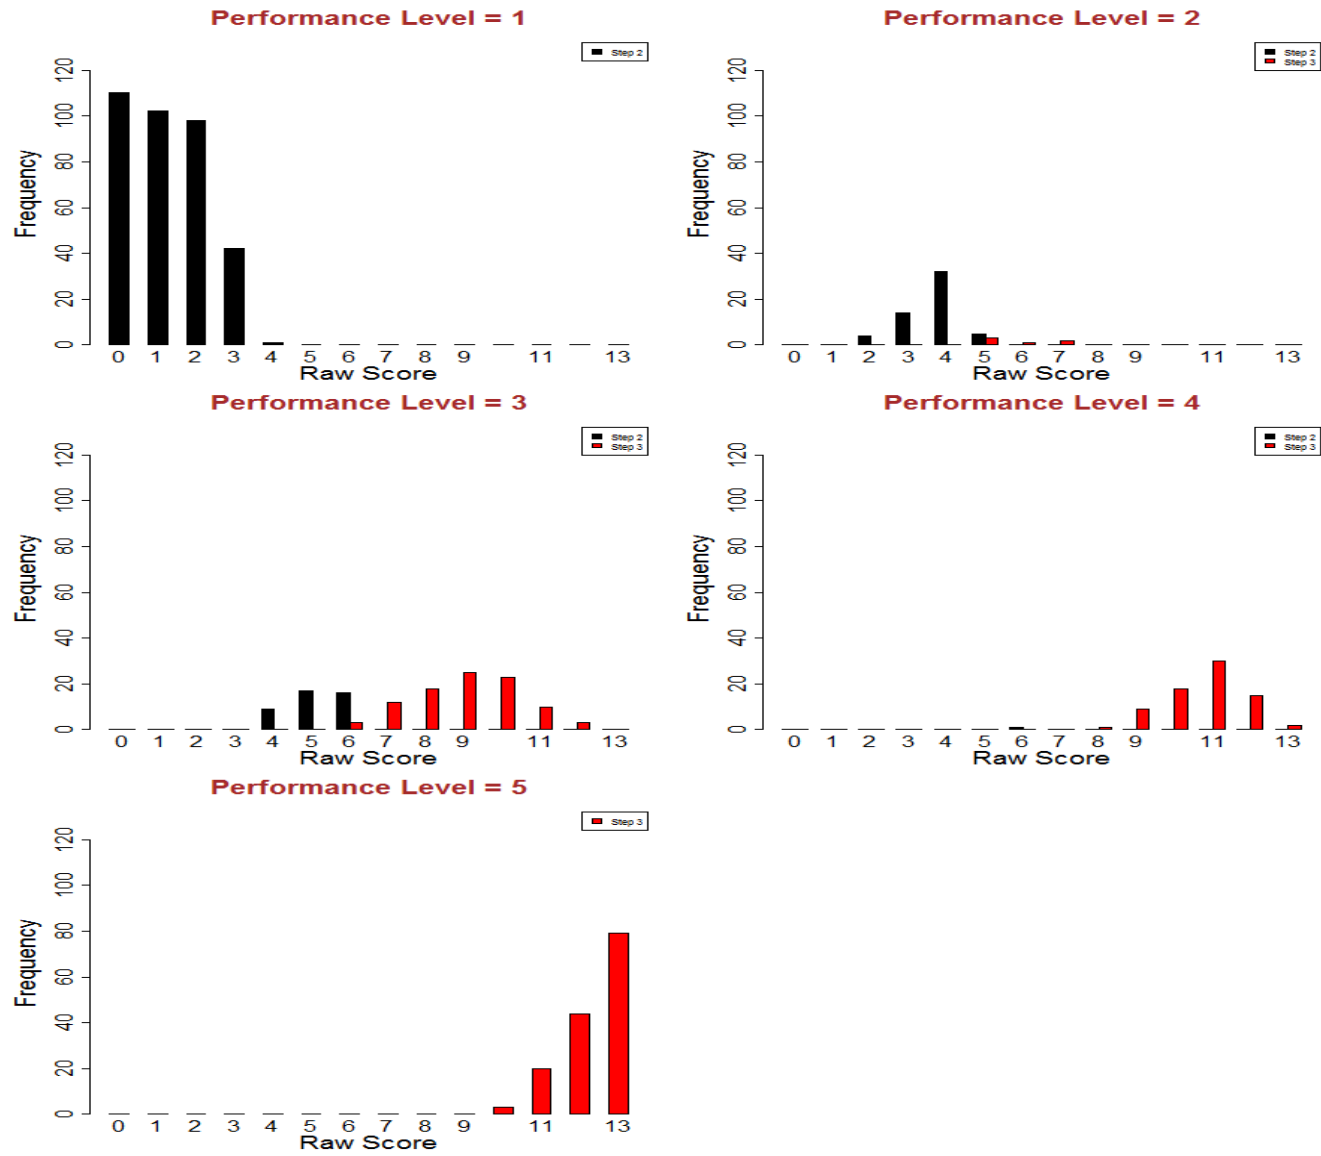 Performance Level = 1
Step 2
Frequency
0 20 40 60 80 100 120
0 1 2 3 4 5 6 7 8 9 11 13
Raw Score
Performance Level = 2
Step 2
Step 3
Frequency
0 20 40 60 80 100 120
0 1 2 3 4 5 6 7 8 9 11 13
Raw Score
Performance Level = 3
Step 2
Step 3
Frequency
0 20 40 60 80 100 120
0 1 2 3 4 5 6 7 8 9 11 13
Raw Score
Performance Level = 4
Step 2
Step 3
Frequency
0 20 40 60 80 100 120
0 1 2 3 4 5 6 7 8 9 11 13
Raw Score
Performance Level = 5
Step 3
Frequency
0 20 40 60 80 100 120
0 1 2 3 4 5 6 7 8 9 11 13
Raw Score